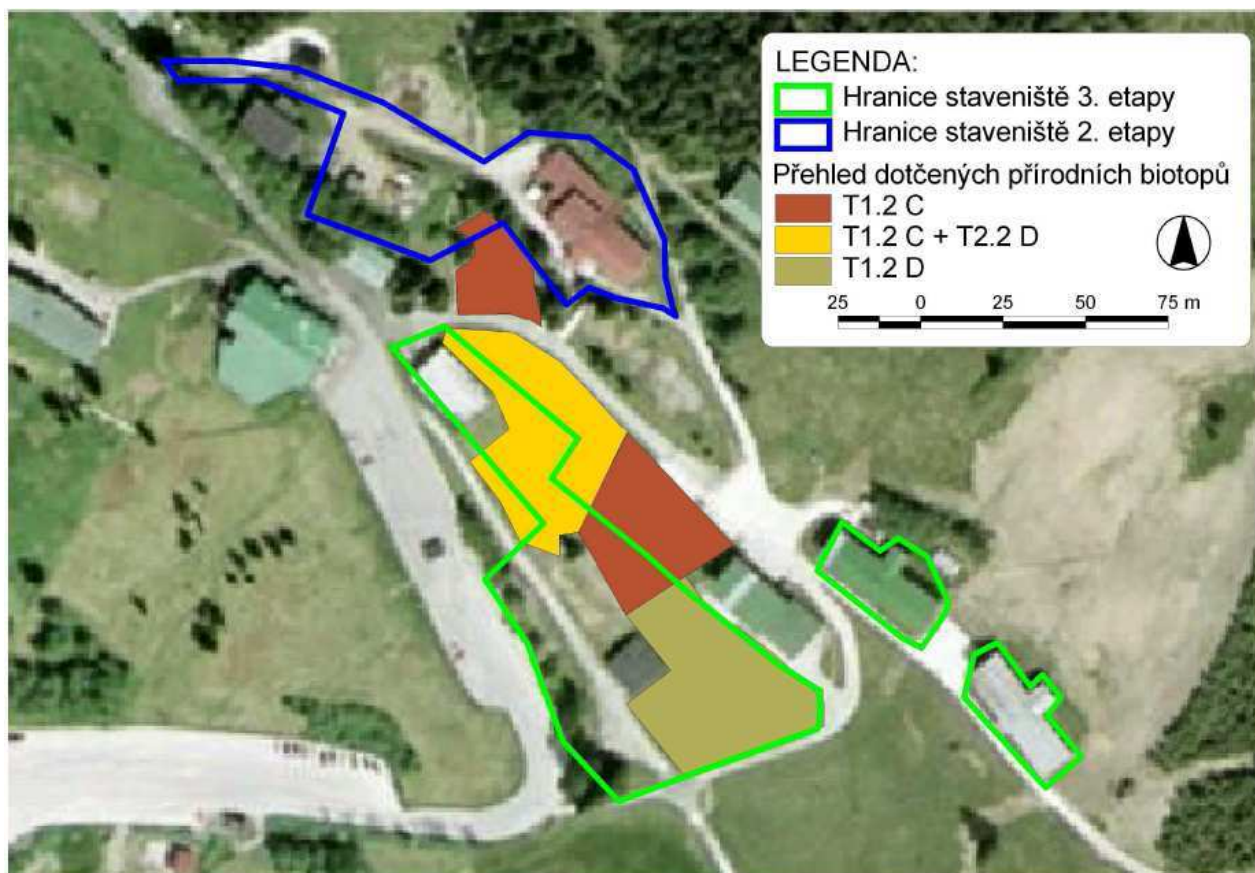 LEGENDA:
Hranice staveniště 3. etapy
Hranice staveniště 2. etapy
Přehled dotčených přírodních biotopů
T1.2 C
T1.2 C + T2.2 D
T1.2 D
25 0 25 50 75 m